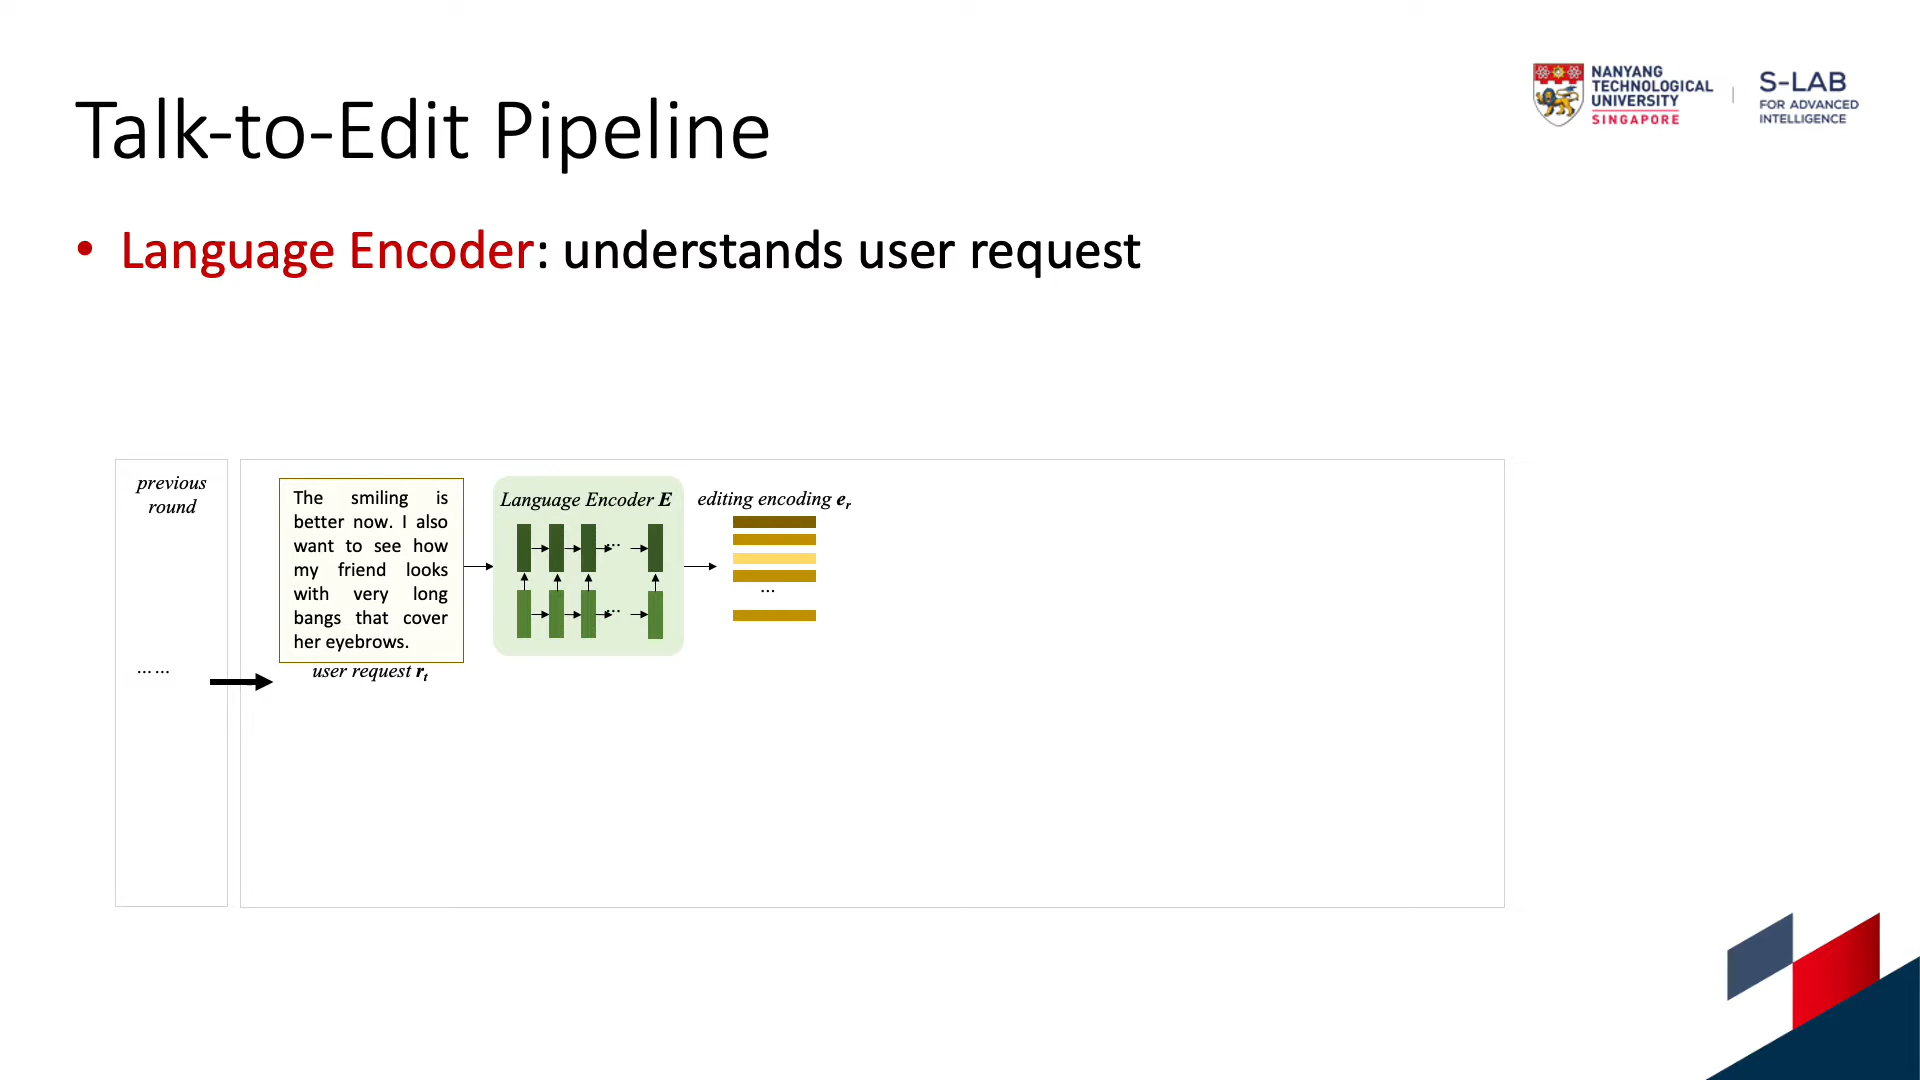 NANYANG
TECHNOLOGICAL
UNIVERSITY
SINGAPORE
S-LAB
FOR ADVANCED
INTELLIGENCE
Talk-to-Edit Pipeline
• Language Encoder: understands user request
previous
round
......
The smiling is
better now. I also
want to see how
my friend looks
with very long
bangs that cover
her eyebrows.
user request rt
Language Encoder E
...
...
editing encoding er
...